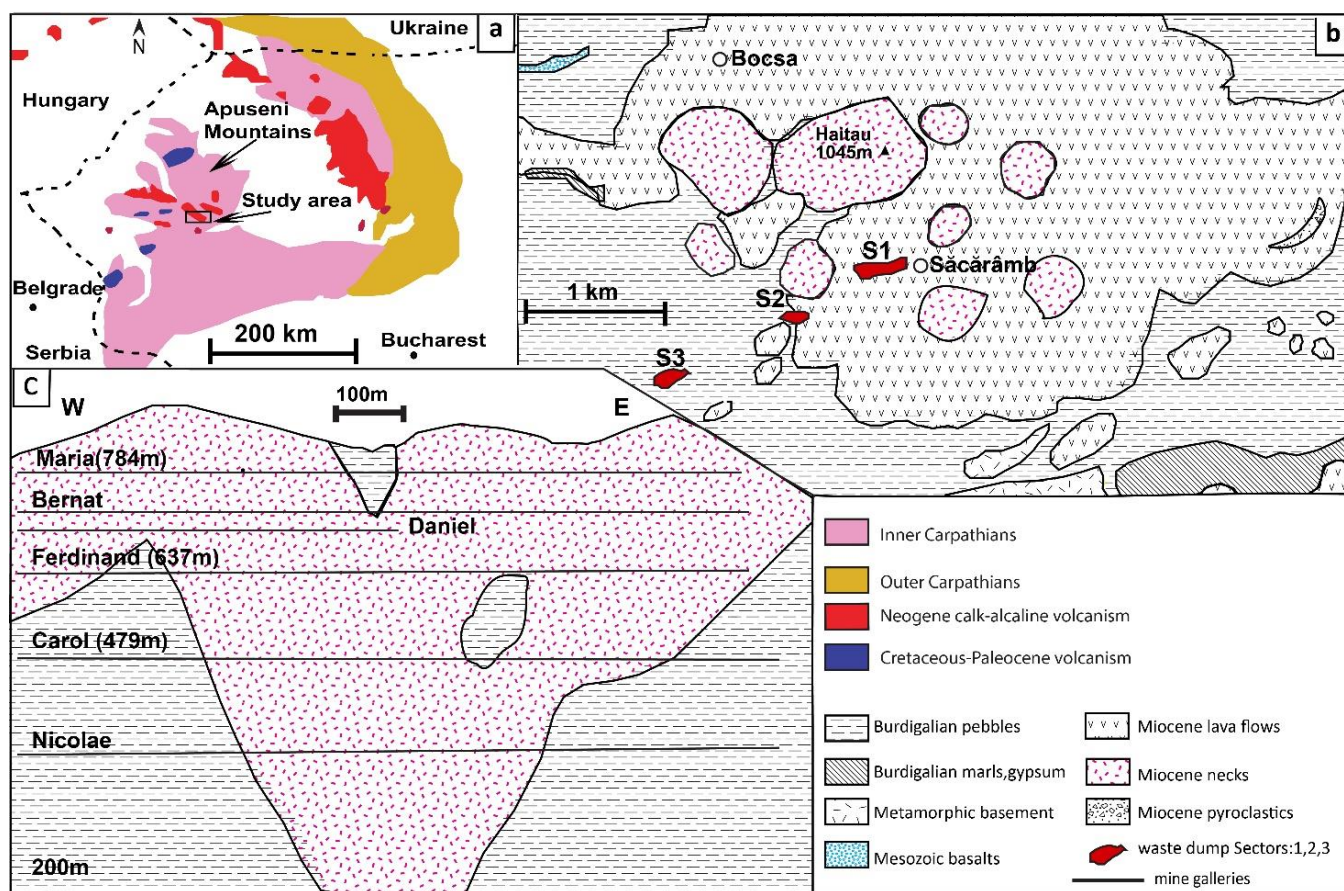 a
N
Ukraine
Hungary
Apuseni
Mountains
Study area
Belgrade
200 km
Serbia
Bucharest
b
Bocsa
Haitau
1045m
S1
Săcărâmb
S2
1 km
S3
C
W
100m
E
Maria(784m)
Bernat
Daniel
Ferdinand (637m)
Carol (479m)
Nicolae
200m
Inner Carpathians
Outer Carpathians
Neogene calk-alcaline volcanism
Cretaceous-Paleocene volcanism
Burdigalian pebbles
Burdigalian marls,gypsum
Metamorphic basement
Mesozoic basalts
Miocene lava flows
Miocene necks
Miocene pyroclastics
waste dump Sectors:1,2,3
mine galleries